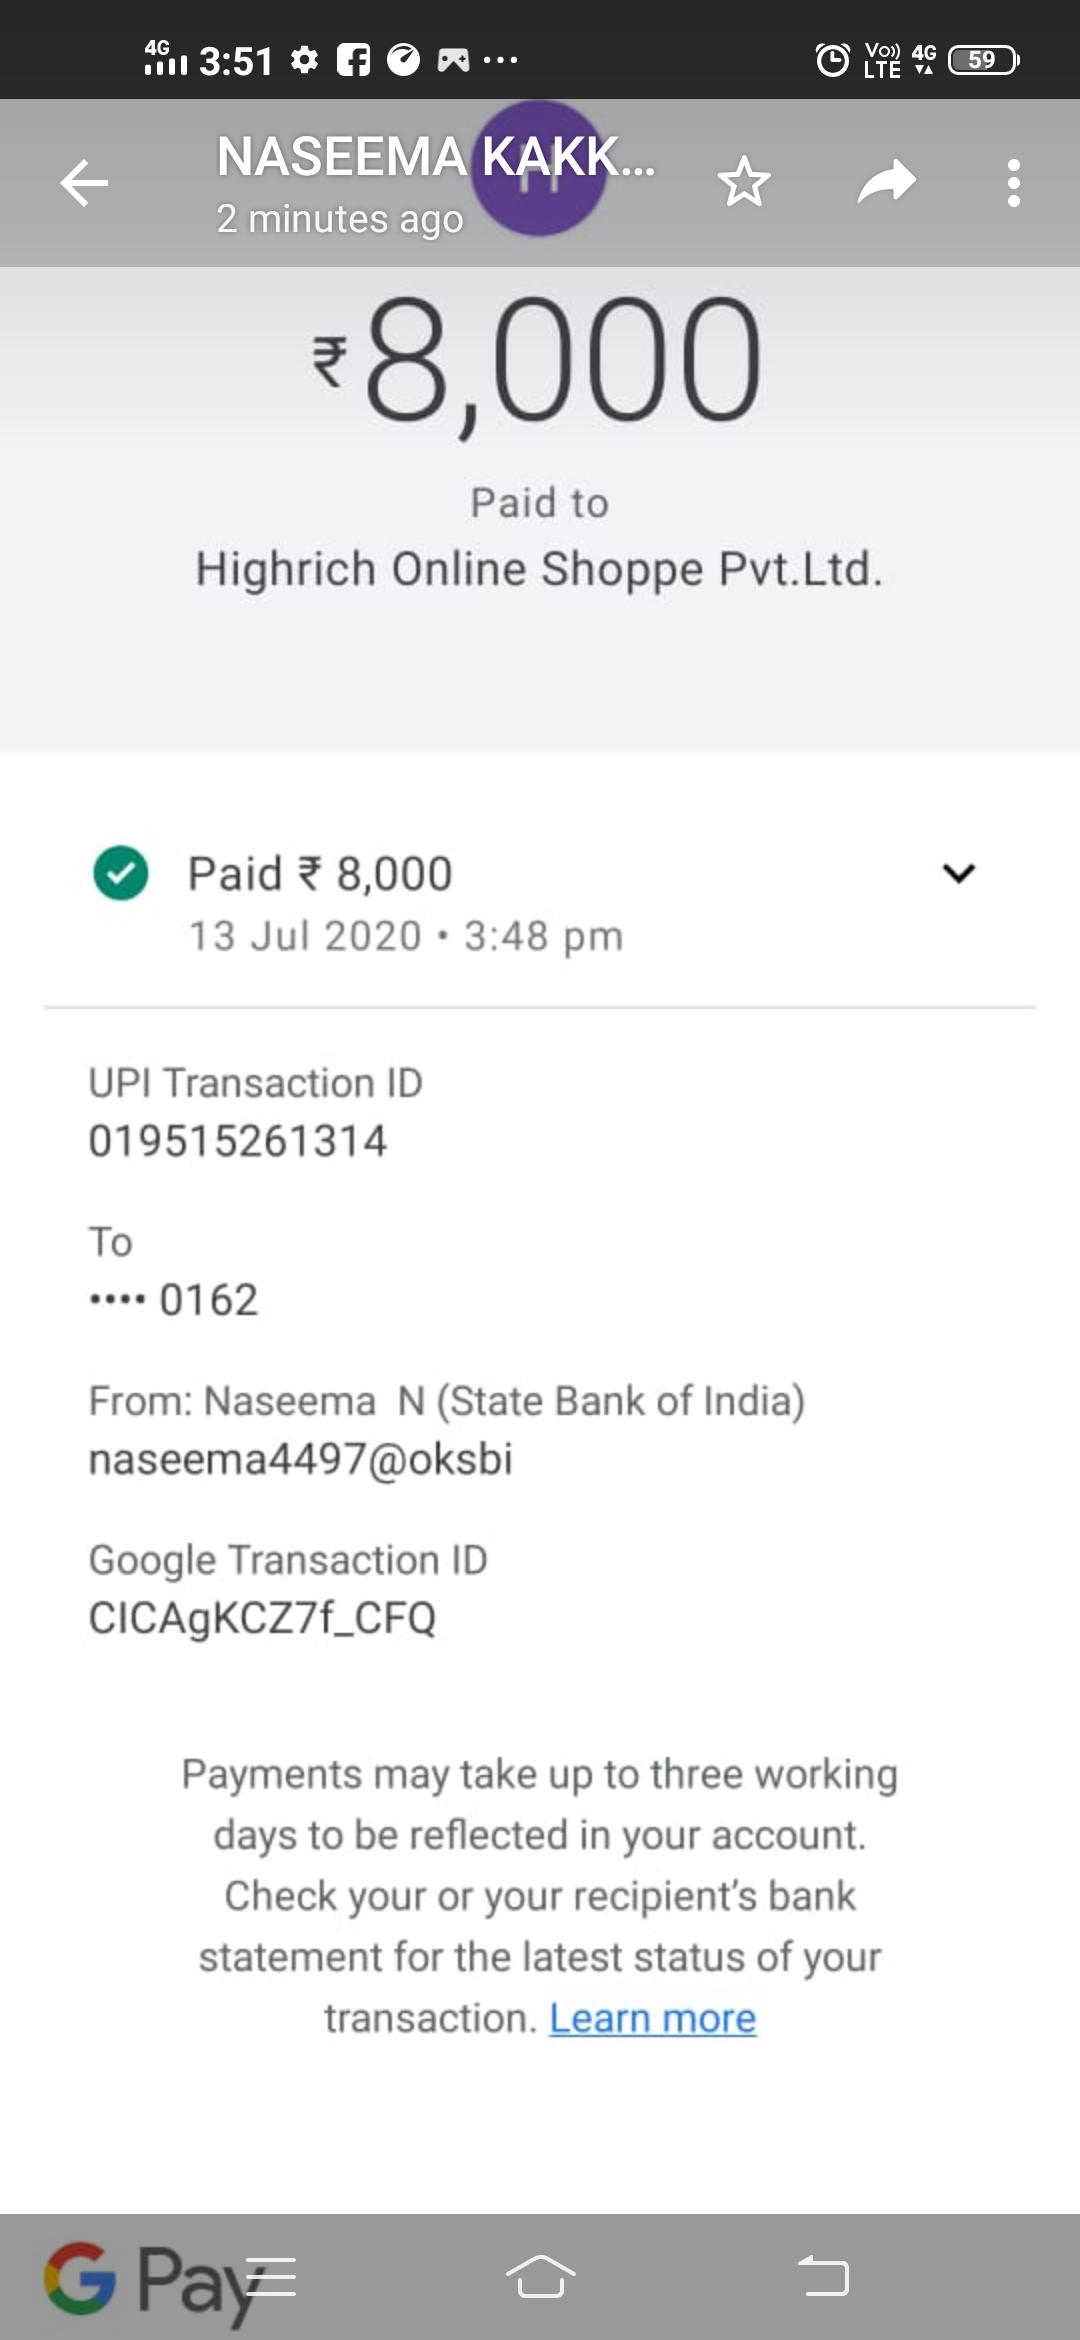 4G 3:51 Vo)) LTE 4G 59
NASEEMA KAKK...
2 minutes ago
H
₹8,000
Paid to
Highrich Online Shoppe Pvt.Ltd.
Paid ₹ 8,000
13 Jul 2020 • 3:48 pm
UPI Transaction ID
019515261314
To
•••• 0162
From: Naseema  N (State Bank of India)
naseema4497@oksbi
Google Transaction ID
CICAgKCZ7f_CFQ
Payments may take up to three working
days to be reflected in your account.
Check your or your recipient's bank
statement for the latest status of your
transaction. Learn more
G Pay